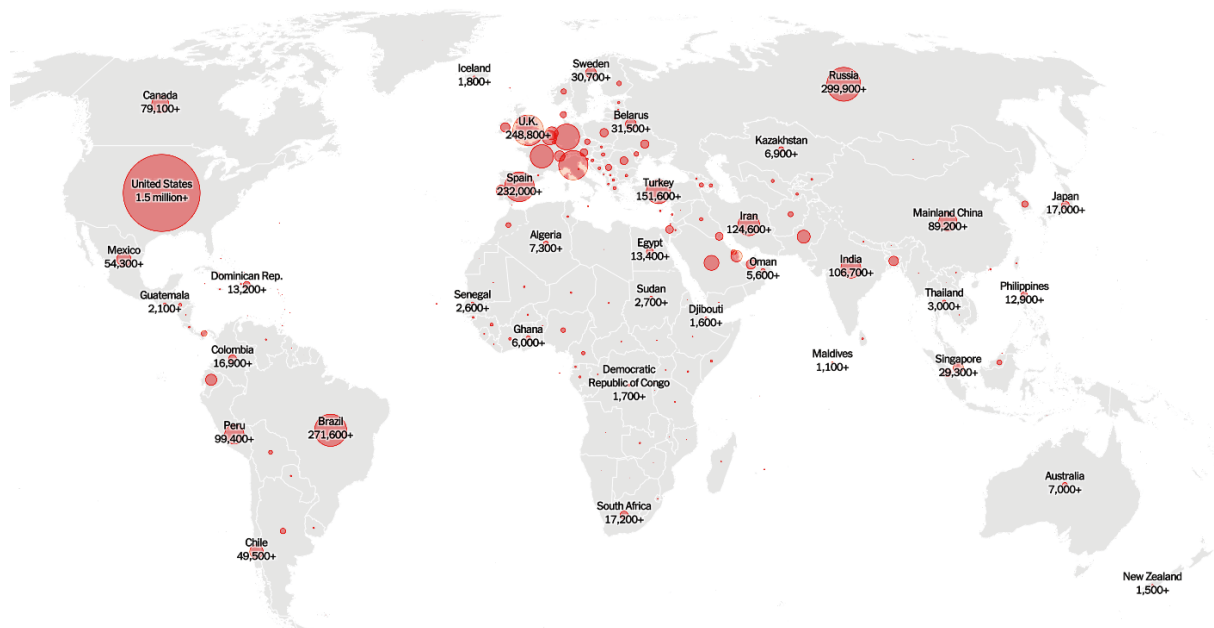 Iceland
1,800+
Sweden
30,700+
Russia
299,900+
Canada
79,100+
U.K.
248,800+
Belarus
31,500+
Kazakhstan
6,900+
United States
1.5 million+
Spain
232,000+
Turkey
151,600+
Iran
124,600+
Mainland China
89,200+
Japan
17,000+
Mexico
54,300+
Algeria
7,300+
Egypt
13,400+
Oman
5,600+
India
106,700+
Dominican Rep.
13,200+
Guatemala
2,100+
Senegal
2,600+
Sudan
2,700+
Djibouti
1,600+
Thailand
3,000+
Philippines
12,900+
Ghana
6,000+
Colombia
16,900+
Maldives
1,100+
Singapore
29,300+
Democratic
Republic of Congo
1,700+
Peru
99,400+
Brazil
271,600+
Australia
7,000+
South Africa
17,200+
Chile
49,500+
New Zealand
1,500+